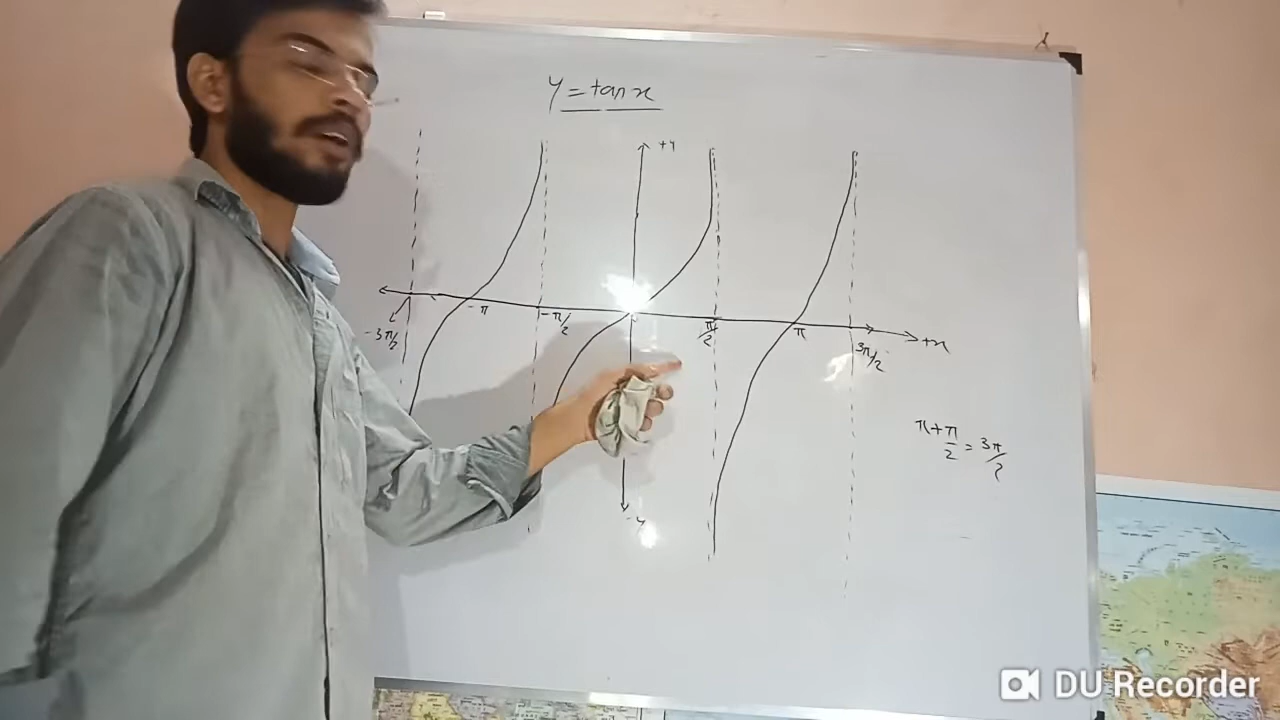 y = tan x
+y
-3π/2
-π
-π/2
π/2
π
3π/2
+x
π + π/2 = 3π/2
-y
DU Recorder